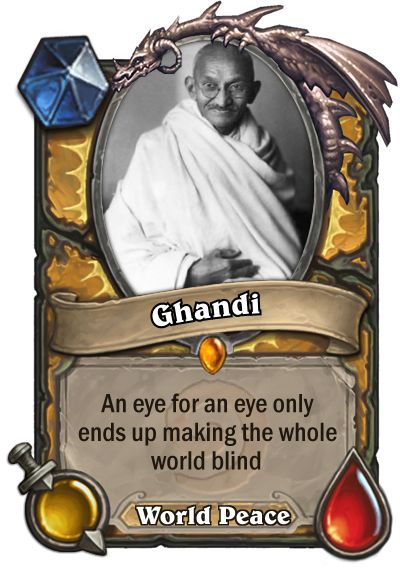 Ghandi
An eye for an eye only
ends up making the whole
world blind
World Peace